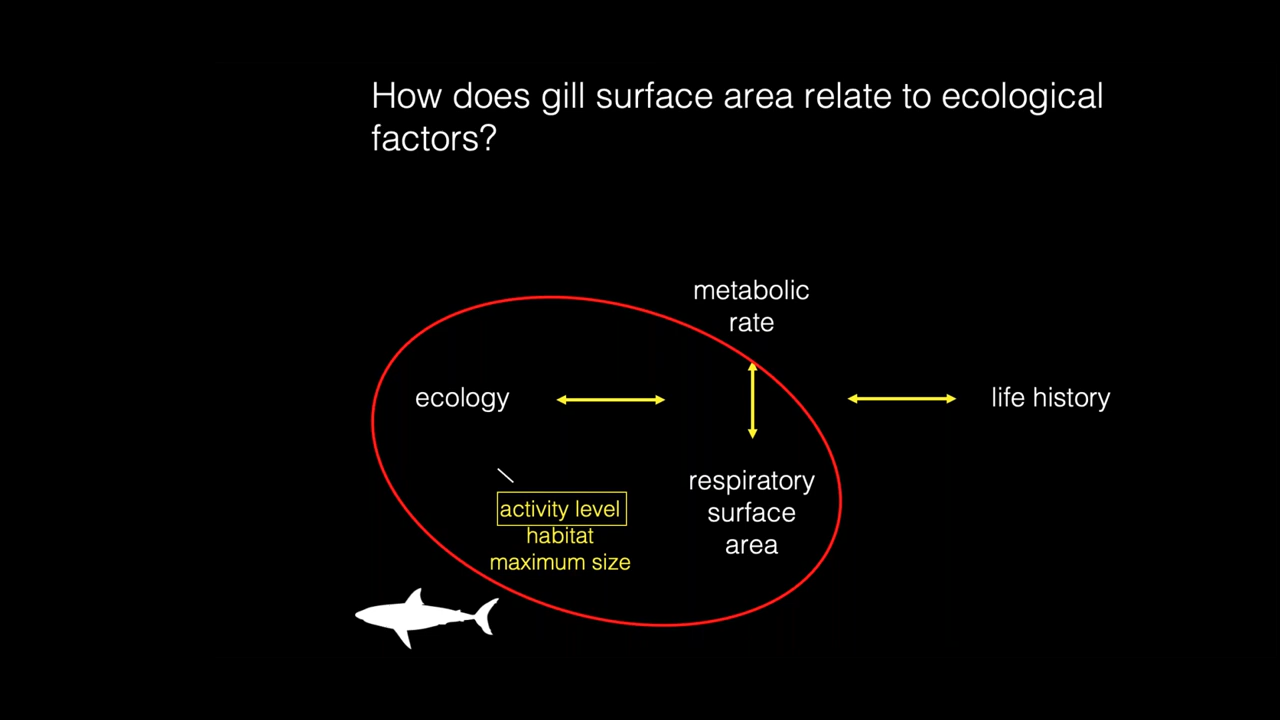 How does gill surface area relate to ecological
factors?
metabolic
rate
ecology
life history
respiratory
surface
area
activity level
habitat
maximum size